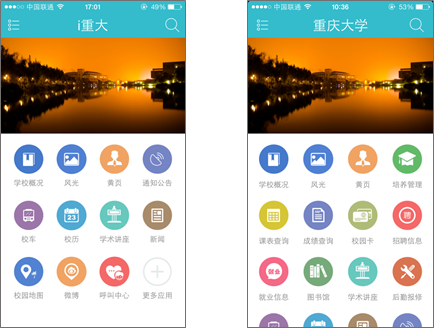 中国联通 17:01 49%
i重大
学校概况 风光 黄页 通知公告
23
校车 校历 学术讲座 新闻
校园地图 微博 呼叫中心 更多应用
中国联通 10:36 53%
重庆大学
学校概况 风光 黄页 培养管理
聘
课表查询 成绩查询 校园卡 招聘信息
就业
就业信息 图书馆 学术讲座 后勤报修